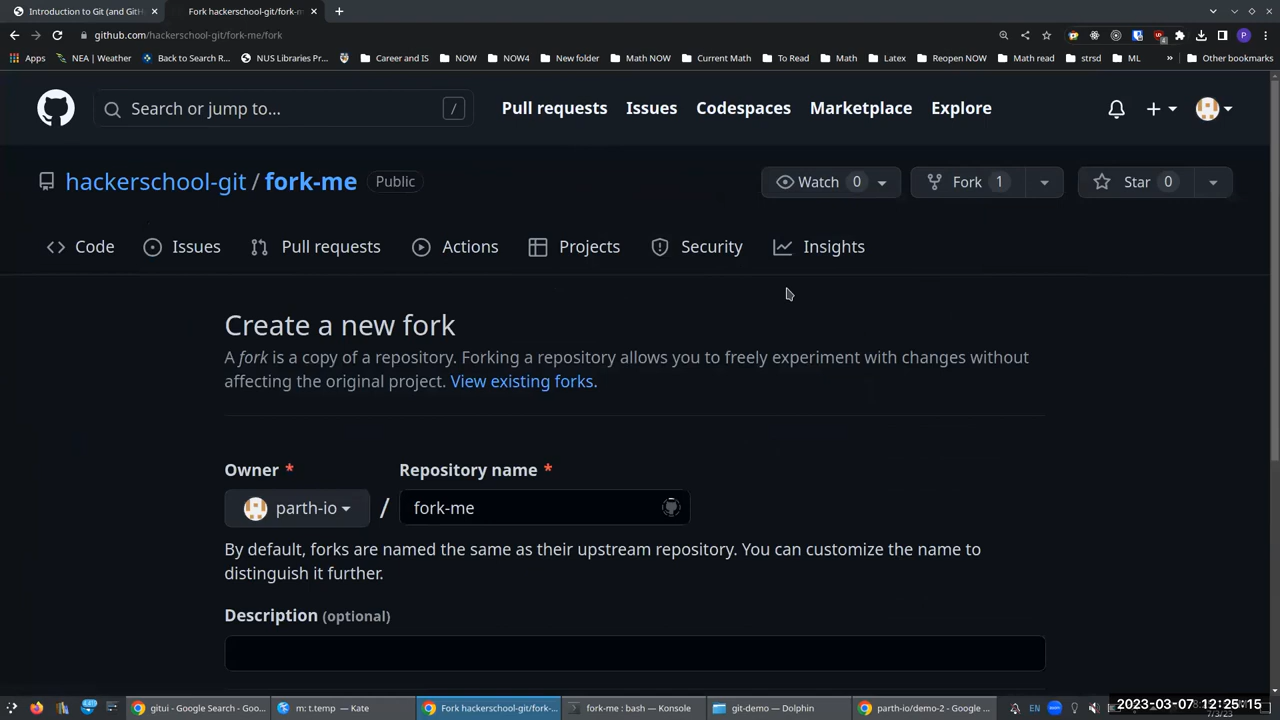 Introduction to Git (and GitH
Fork hackerschool-git/fork-m
github.com/hackerschool-git/fork-me/fork
Apps
NEA | Weather
Back to Search R...
NUS Libraries Pr...
Career and IS
NOW
NOW4
New folder
Math NOW
Current Math
To Read
Math
Latex
Reopen NOW
Math read
strsd
ML
»
Other bookmarks
Search or jump to...
/
Pull requests
Issues
Codespaces
Marketplace
Explore
hackerschool-git / fork-me
Public
Watch 0
Fork 1
Star 0
Code
Issues
Pull requests
Actions
Projects
Security
Insights
Create a new fork
A fork is a copy of a repository. Forking a repository allows you to freely experiment with changes without
affecting the original project. View existing forks.
Owner *
Repository name *
parth-io
/
fork-me
By default, forks are named the same as their upstream repository. You can customize the name to
distinguish it further.
Description (optional)
gitui - Google Search - Goo...
m: t.temp — Kate
Fork hackerschool-git/fork-...
fork-me : bash — Konsole
git-demo — Dolphin
parth-io/demo-2 - Google ...
EN
2023-03-07 12:25:15
7/3/23